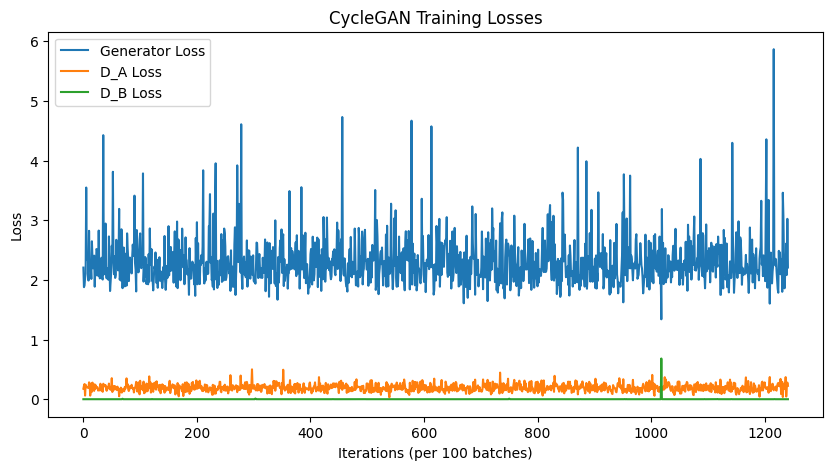 CycleGAN Training Losses
Generator Loss
D_A Loss
D_B Loss
6
5
4
3
2
1
0
Loss
0 200 400 600 800 1000 1200
Iterations (per 100 batches)